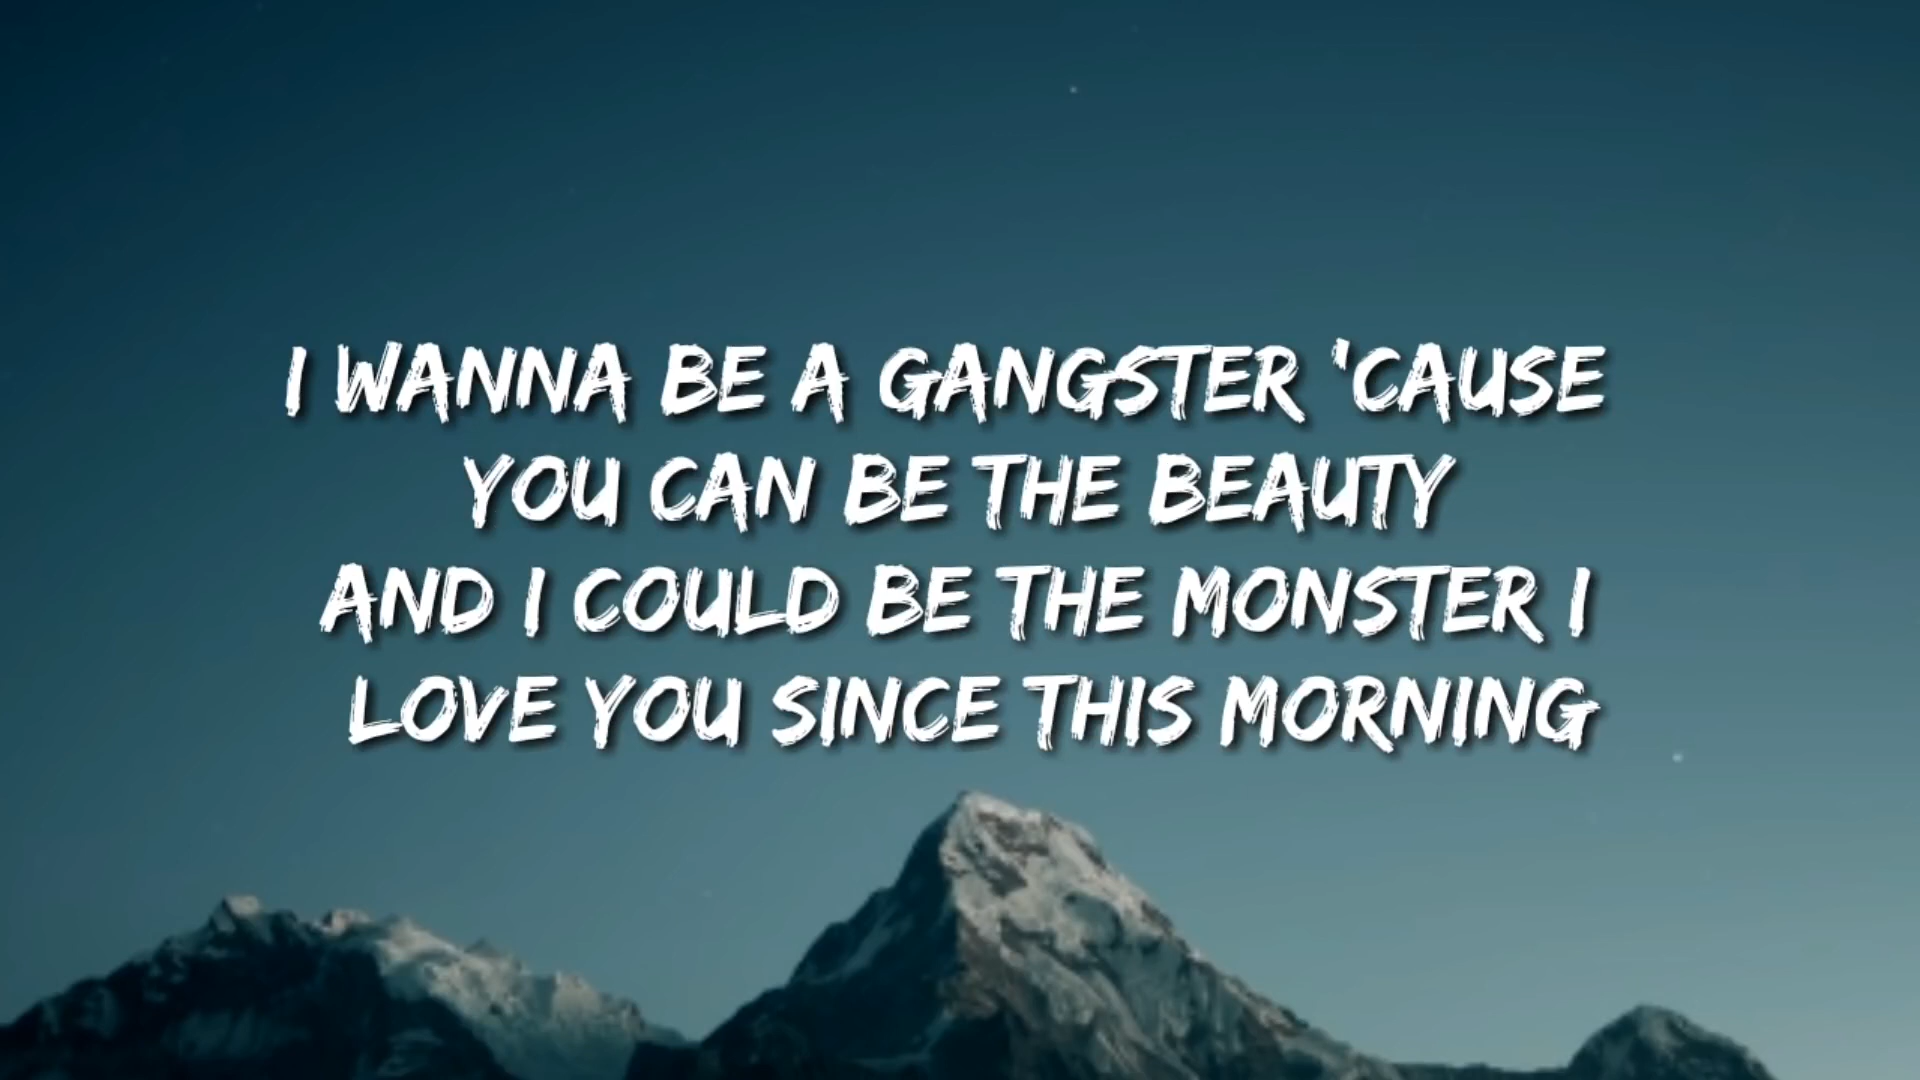 I WANNA BE A GANGSTER 'CAUSE
YOU CAN BE THE BEAUTY
AND I COULD BE THE MONSTER I
LOVE YOU SINCE THIS MORNING